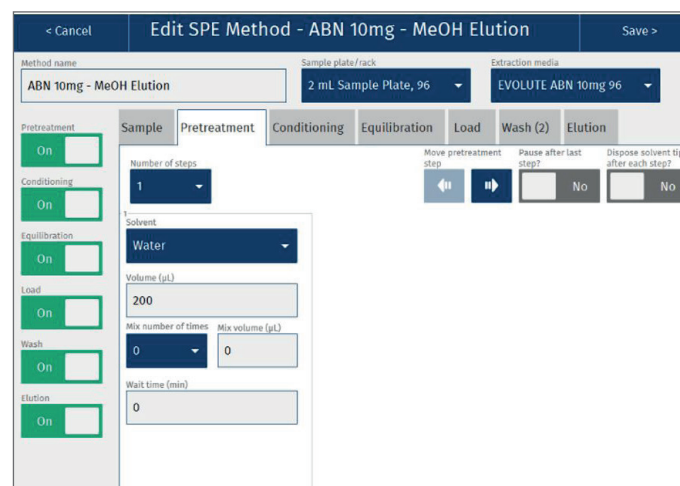 < Cancel
Edit SPE Method - ABN 10mg - MeOH Elution
Save >
Method name
ABN 10mg - MeOH Elution
Sample plate/rack
2 mL Sample Plate, 96
Extraction media
EVOLUTE ABN 10mg 96
Pretreatment
On
Conditioning
On
Equilibration
On
Load
On
Wash
On
Elution
On
Sample
Pretreatment
Conditioning
Equilibration
Load
Wash (2)
Elution
Number of steps
1
Move pretreatment
step
Pause after last
step?
No
Dispose solvent ti
after each step?
No
1
Solvent
Water
Volume (µL)
200
Mix number of times
0
Mix volume (µL)
0
Wait time (min)
0